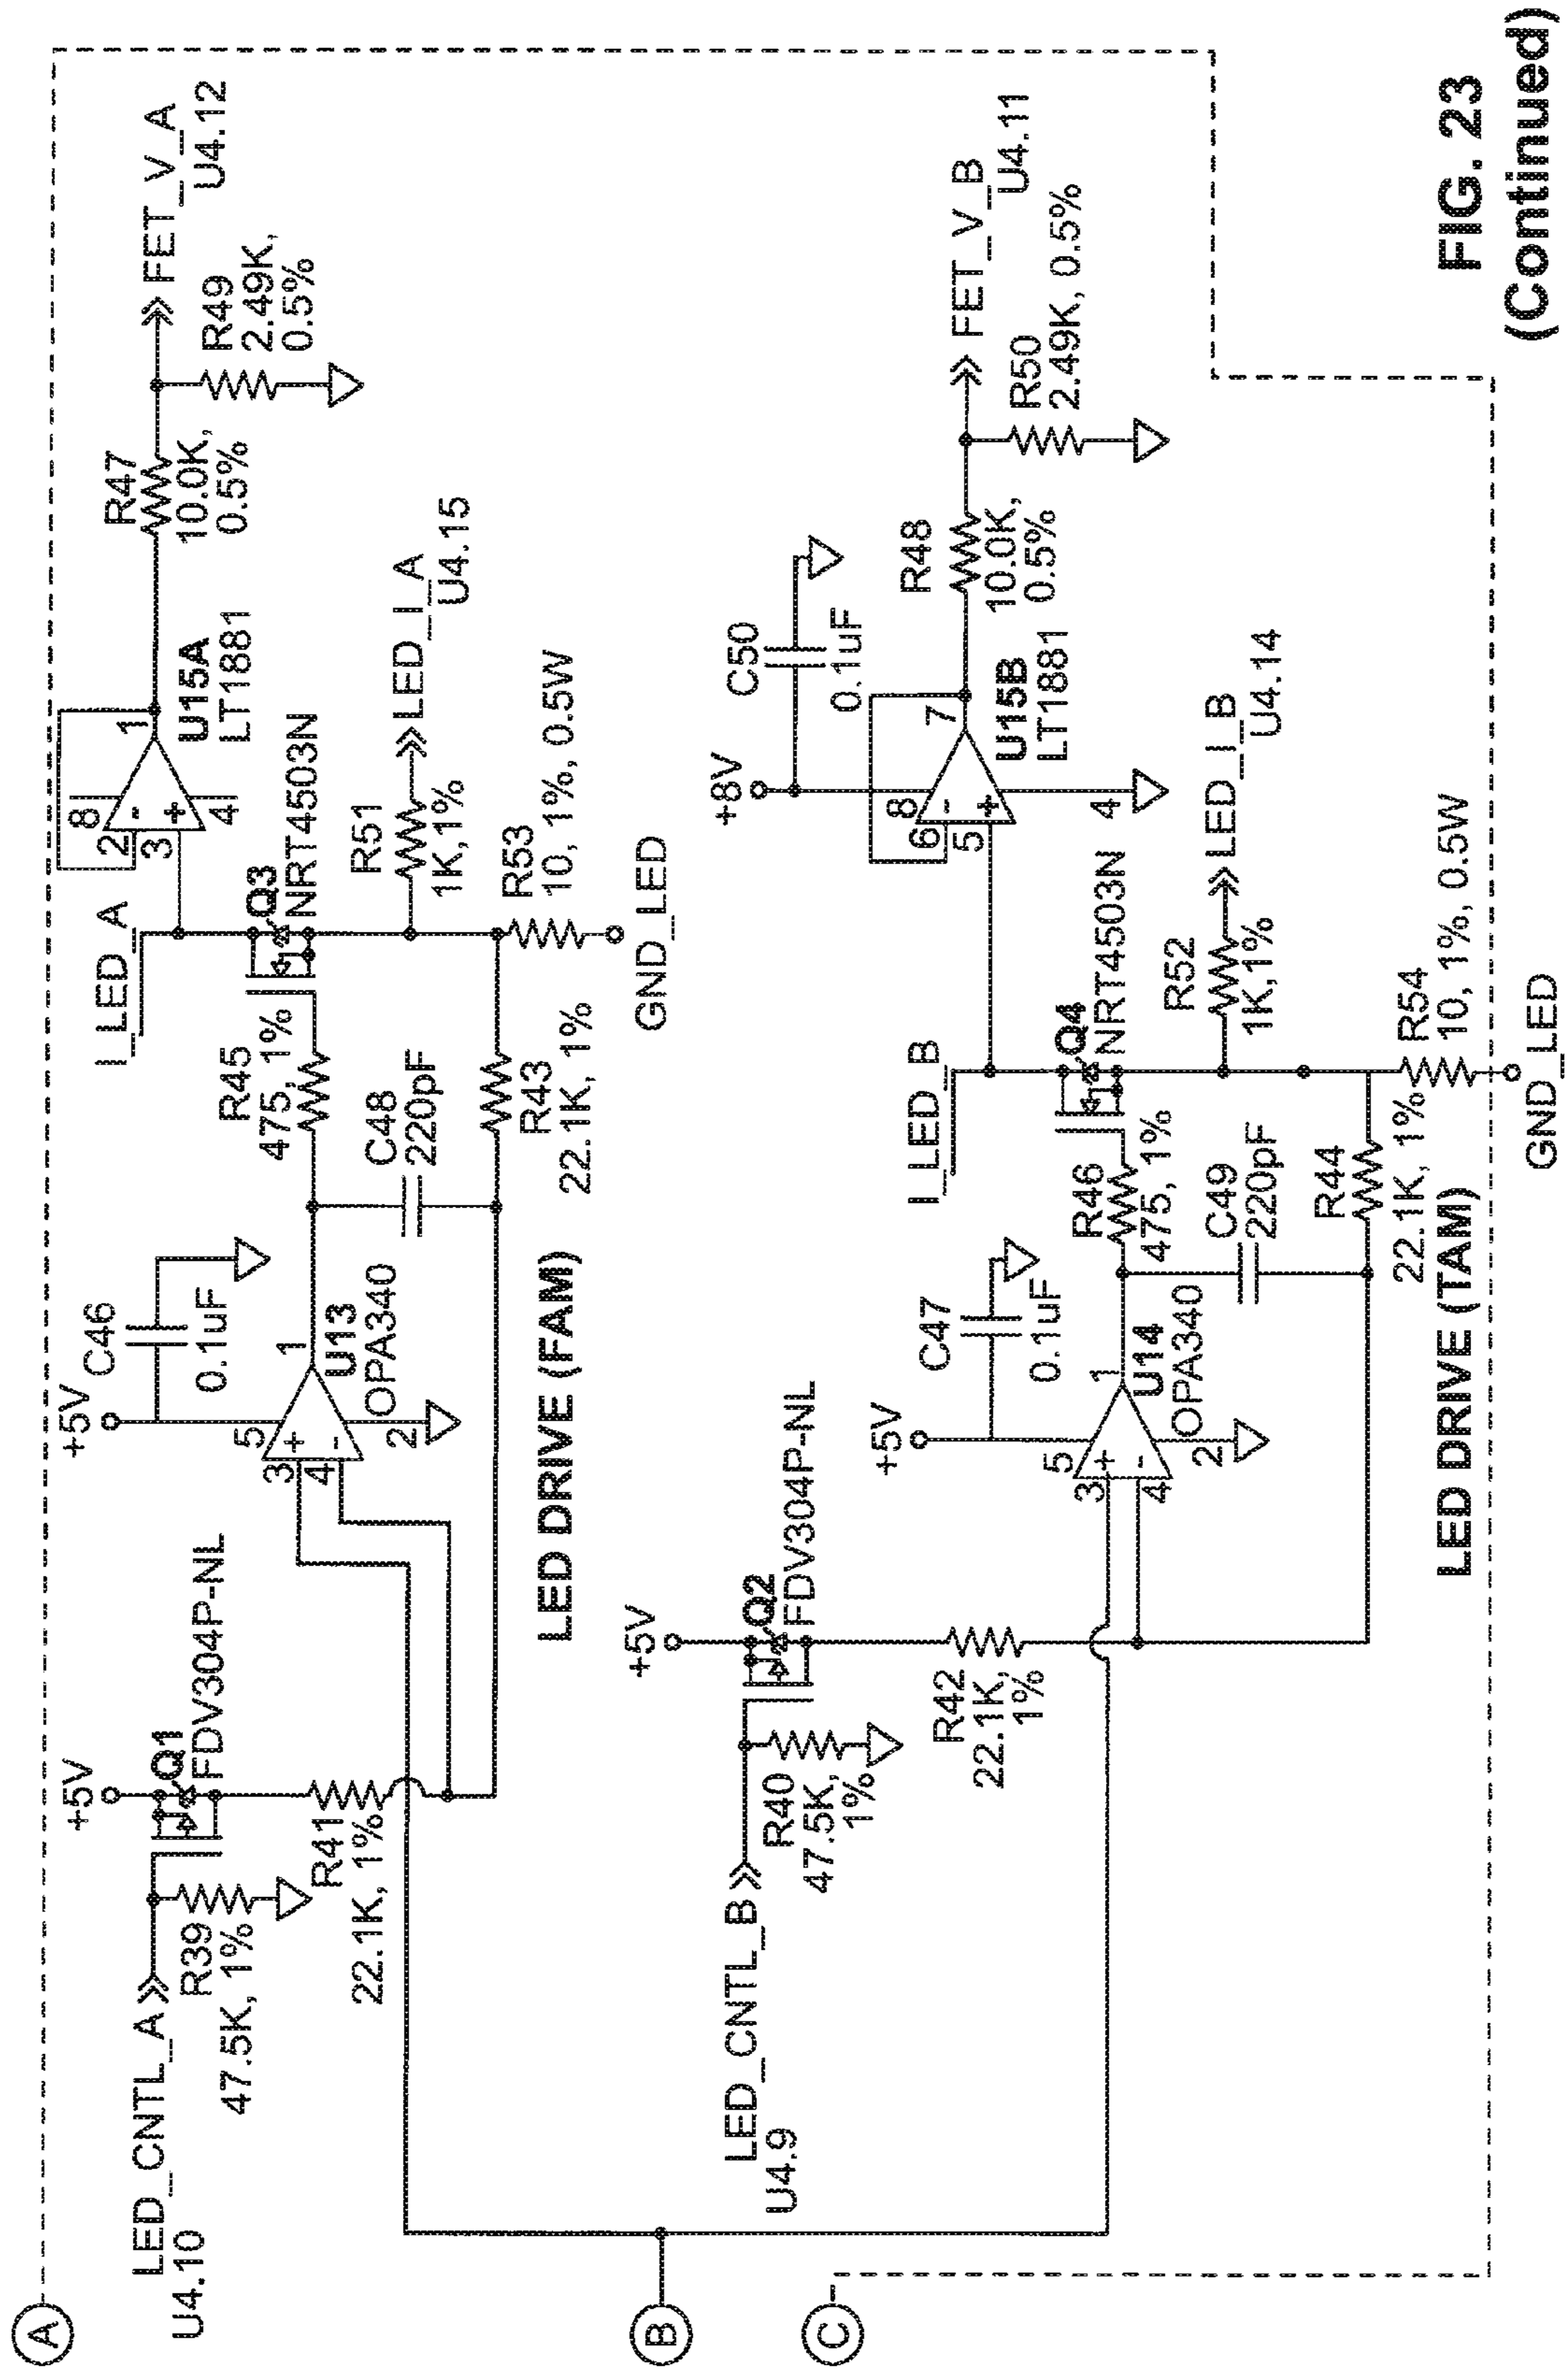 A
LED_CNTL_A
U4.10
R39
47.5K, 1%
+5V
Q1
FDV304P-NL
R41
22.1K, 1%
+5V
C46
0.1uF
5
3
+
4
-
2
1
U13
OPA340
R45
475, 1%
C48
220pF
R43
22.1K, 1%
I_LED_A
Q3
NRT4503N
8
2
-
3
+
4
1
U15A
LT1881
R47
10.0K,
0.5%
FET_V_A
U4.12
R49
2.49K,
0.5%
R51
1K,1%
LED_I_A
U4.15
R53
10, 1%, 0.5W
GND_LED
LED DRIVE (FAM)
B
C
LED_CNTL_B
U4.9
R40
47.5K,
1%
+5V
Q2
FDV304P-NL
R42
22.1K,
1%
+5V
C47
0.1uF
5
3
+
4
-
2
1
U14
OPA340
R46
475, 1%
C49
220pF
R44
22.1K, 1%
I_LED_B
Q4
NRT4503N
+8V
C50
0.1uF
8
6
-
5
+
4
7
U15B
LT1881
R48
10.0K,
0.5%
FET_V_B
U4.11
R50
2.49K, 0.5%
R52
1K,1%
LED_I_B
U4.14
R54
10, 1%, 0.5W
GND_LED
LED DRIVE (TAM)
FIG. 23
(Continued)